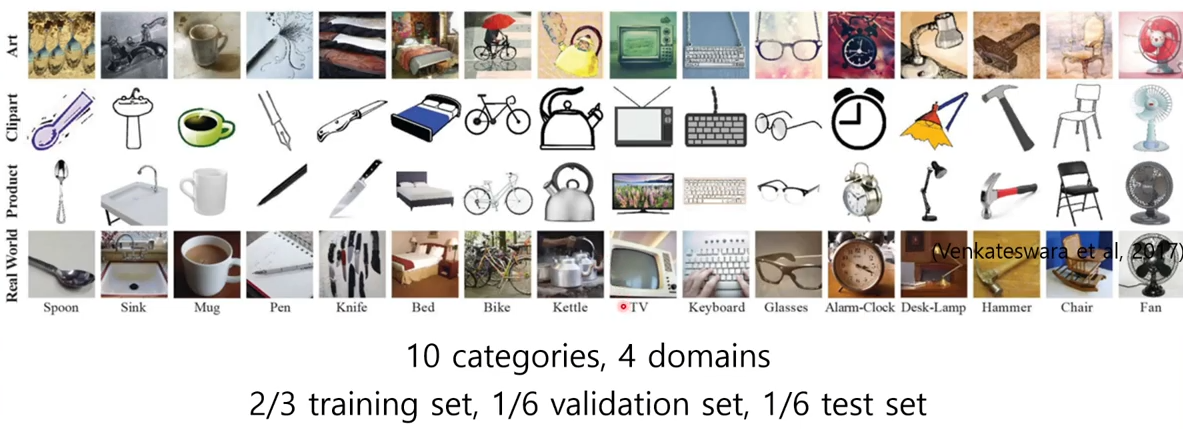 Art
Clipart
Product
Real World
(Venkateswara et al, 2017)
Spoon Sink Mug Pen Knife Bed Bike Kettle TV Keyboard Glasses Alarm-Clock Desk-Lamp Hammer Chair Fan
10 categories, 4 domains
2/3 training set, 1/6 validation set, 1/6 test set